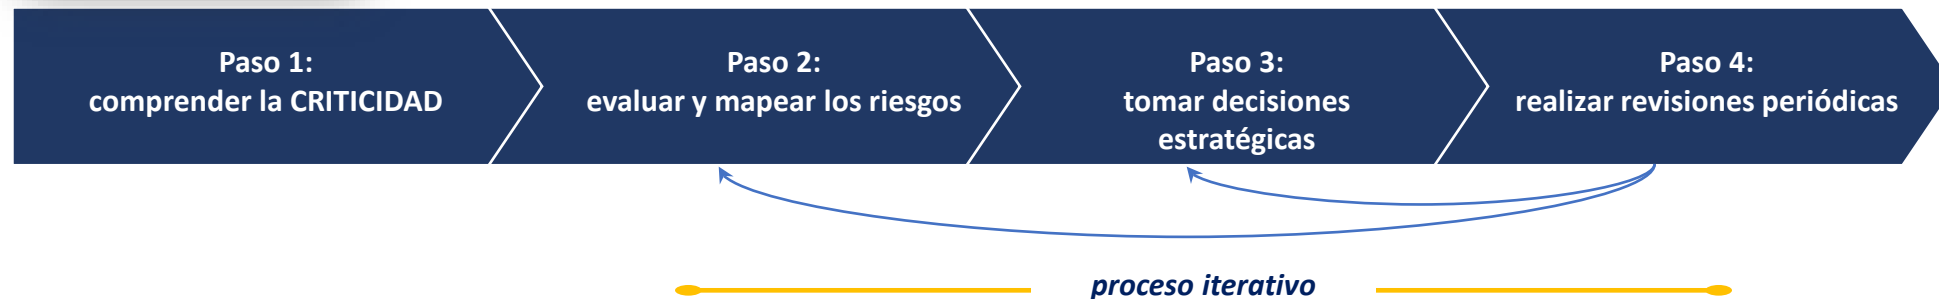 Paso 1:
comprender la CRITICIDAD
Paso 2:
evaluar y mapear los riesgos
Paso 3:
tomar decisiones
estratégicas
Paso 4:
realizar revisiones periódicas
proceso iterativo